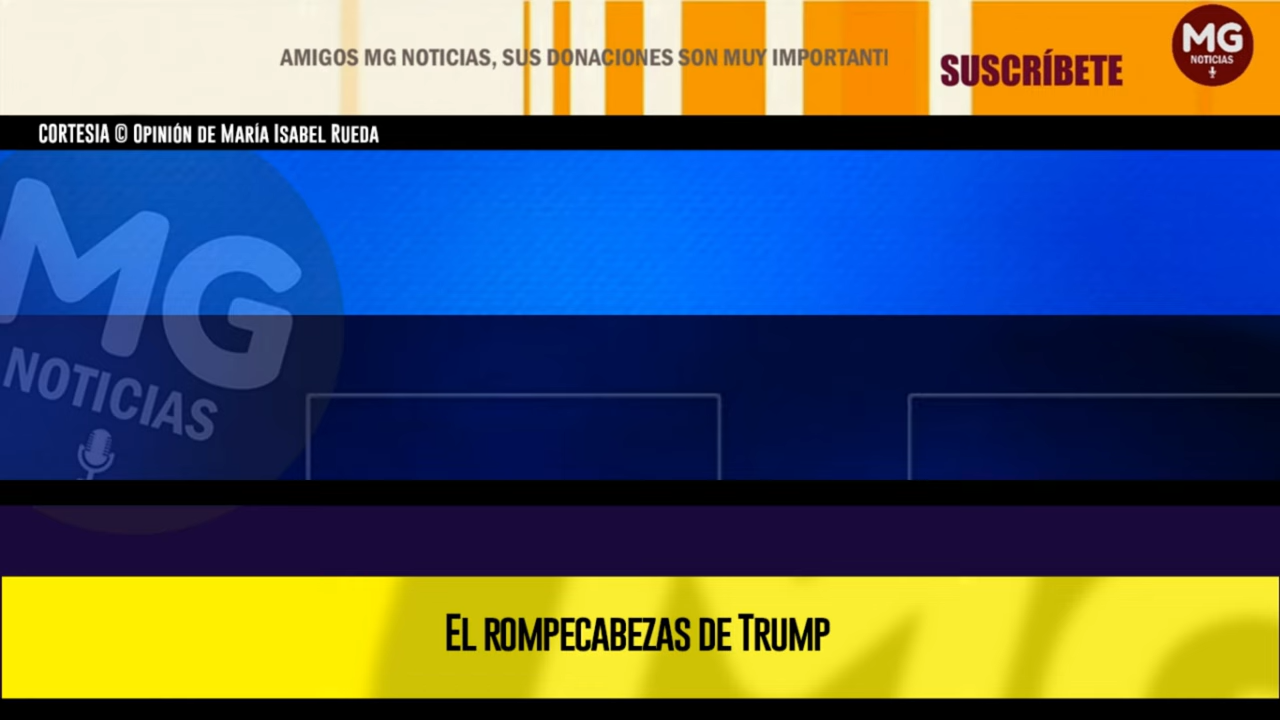 AMIGOS MG NOTICIAS, SUS DONACIONES SON MUY
SUSCRÍBETE
MG
NOTICIAS
CORTESIA © OPINIÓN DE MARÍA ISABEL RUEDA
MG
NOTICIAS
EL ROMPECABEZAS DE TRUMP